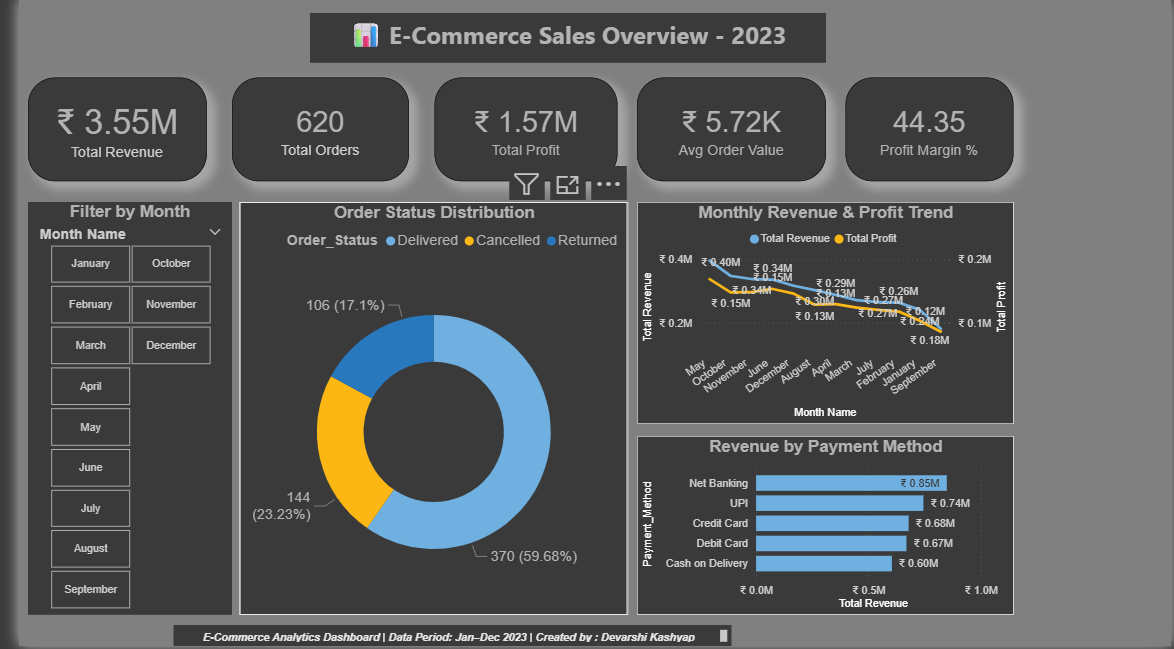 E-Commerce Sales Overview - 2023
₹ 3.55M
Total Revenue
620
Total Orders
₹ 1.57M
Total Profit
₹ 5.72K
Avg Order Value
44.35
Profit Margin %
Filter by Month
Month Name
January
October
February
November
March
December
April
May
June
July
August
September
Order Status Distribution
Order_Status
Delivered
Cancelled
Returned
106 (17.1%)
144
(23.23%)
370 (59.68%)
Monthly Revenue & Profit Trend
Total Revenue
Total Profit
₹ 0.4M
₹ 0.2M
Total Revenue
₹ 0.2M
₹ 0.1M
Total Profit
₹ 0.40M
₹ 0.34M
₹ 0.15M
₹ 0.34M
₹ 0.15M
₹ 0.29M
₹ 0.13M
₹ 0.30M
₹ 0.13M
₹ 0.26M
₹ 0.27M
₹ 0.27M
₹ 0.12M
₹ 0.24M
₹ 0.18M
May
October
November
June
December
August
April
March
July
February
January
September
Month Name
Revenue by Payment Method
Payment_Method
Net Banking
₹ 0.85M
UPI
₹ 0.74M
Credit Card
₹ 0.68M
Debit Card
₹ 0.67M
Cash on Delivery
₹ 0.60M
₹ 0.0M
₹ 0.5M
₹ 1.0M
Total Revenue
E-Commerce Analytics Dashboard | Data Period: Jan–Dec 2023 | Created by : Devarshi Kashyap